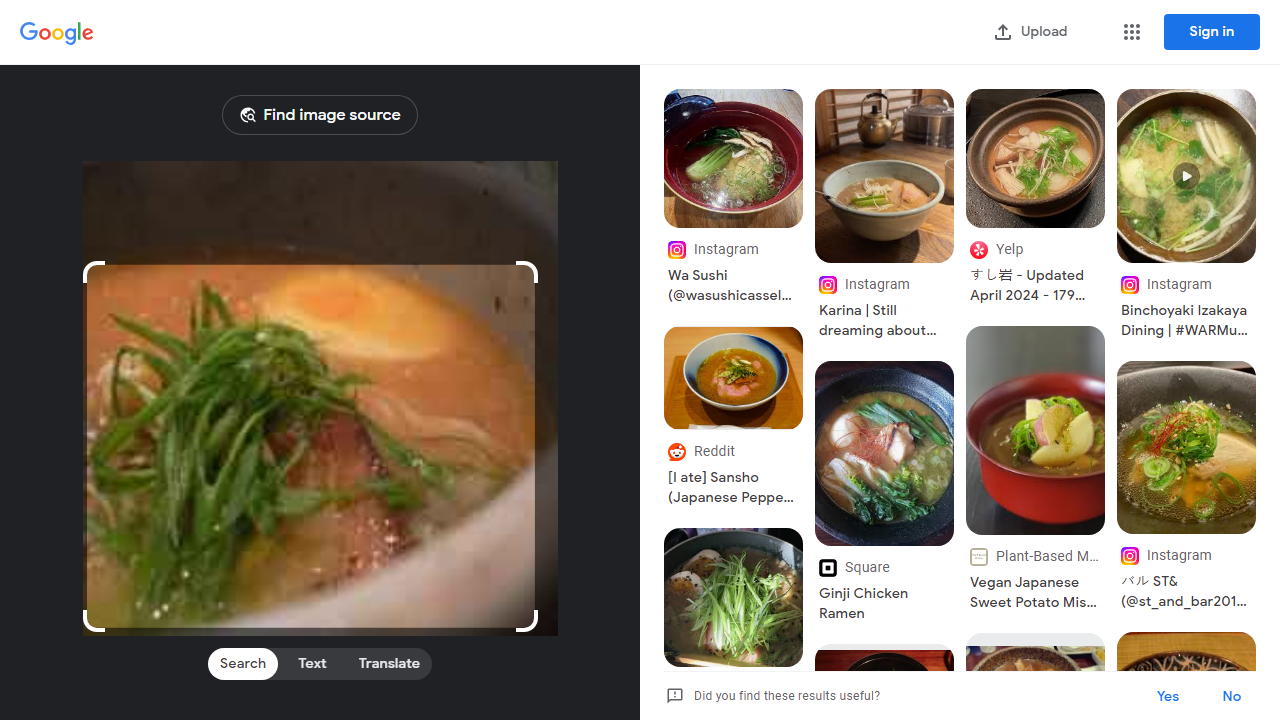 Google
Upload
Sign in
Find image source
Search
Text
Translate
Instagram
Wa Sushi
(@wasushicassel...
Reddit
[I ate] Sansho
(Japanese Peppe...
Instagram
Karina | Still
dreaming about...
Square
Ginji Chicken
Ramen
Yelp
すし岩 - Updated
April 2024 - 179...
Plant-Based M...
Vegan Japanese
Sweet Potato Mis...
Instagram
Binchoyaki Izakaya
Dining | #WARMu...
Instagram
バル ST&
(@st_and_bar201...
Did you find these results useful?
Yes
No